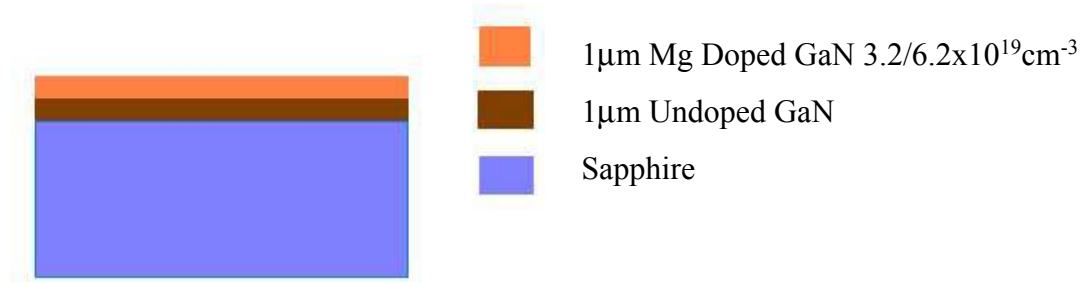 1μm Mg Doped GaN 3.2/6.2x10¹⁹cm⁻³
1μm Undoped GaN
Sapphire